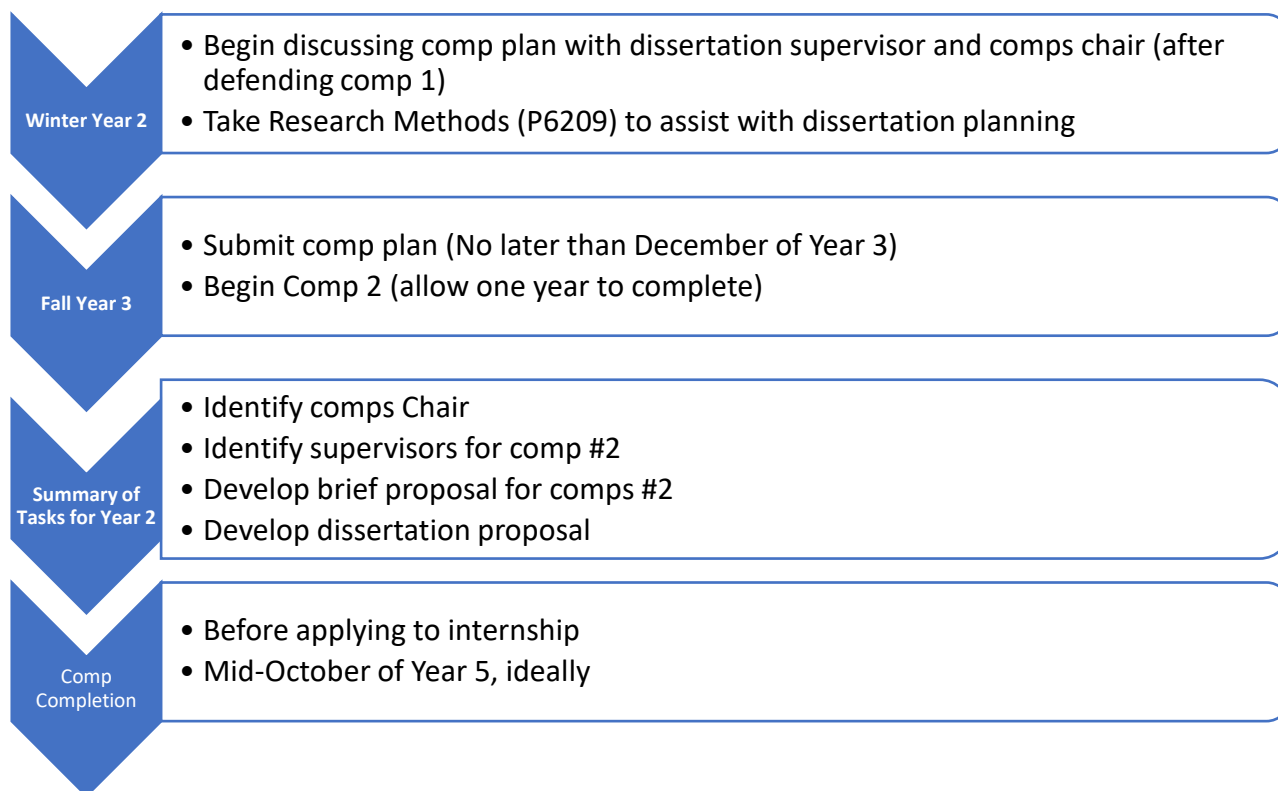 Winter Year 2
• Begin discussing comp plan with dissertation supervisor and comps chair (after
defending comp 1)
• Take Research Methods (P6209) to assist with dissertation planning
Fall Year 3
• Submit comp plan (No later than December of Year 3)
• Begin Comp 2 (allow one year to complete)
Summary of
Tasks for Year 2
• Identify comps Chair
• Identify supervisors for comp #2
• Develop brief proposal for comps #2
• Develop dissertation proposal
Comp
Completion
• Before applying to internship
• Mid-October of Year 5, ideally